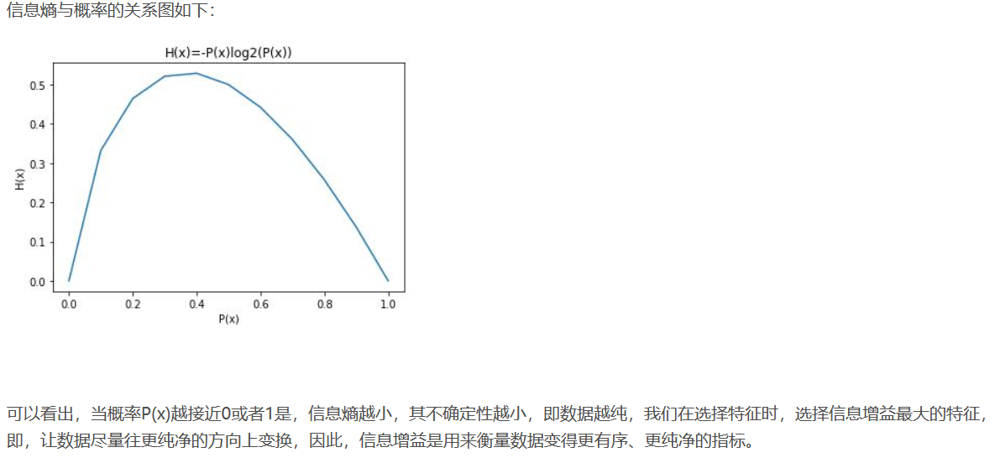 信息熵与概率的关系图如下：
H(x)=-P(x)log2(P(x))
0.5
0.4
0.3
0.2
0.1
0.0
H(x)
0.0 0.2 0.4 0.6 0.8 1.0
P(x)
可以看出，当概率P(x)越接近0或者1是，信息熵越小，其不确定性越小，即数据越纯，我们在选择特征时，选择信息增益最大的特征，
即，让数据尽量往更纯净的方向上变换，因此，信息增益是用来衡量数据变得更有序、更纯净的指标。